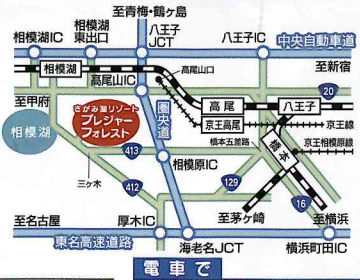 至青梅・鶴ヶ島
相模湖IC
相模湖
東出口
八王子
JCT
八王子IC
中央自動車道
至新宿
相模湖
高尾山口
高尾山IC
20
至甲府
さがみ湖リゾート
プレジャー
フォレスト
圏央道
高尾
八王子
京王高尾
京王線
相模湖
橋本五差路
橋本
京王相模原線
413
三ヶ木
相模原IC
412
129
16
至名古屋
厚木IC
至茅ヶ崎
至横浜
東名高速道路
海老名JCT
横浜町田IC
電車で